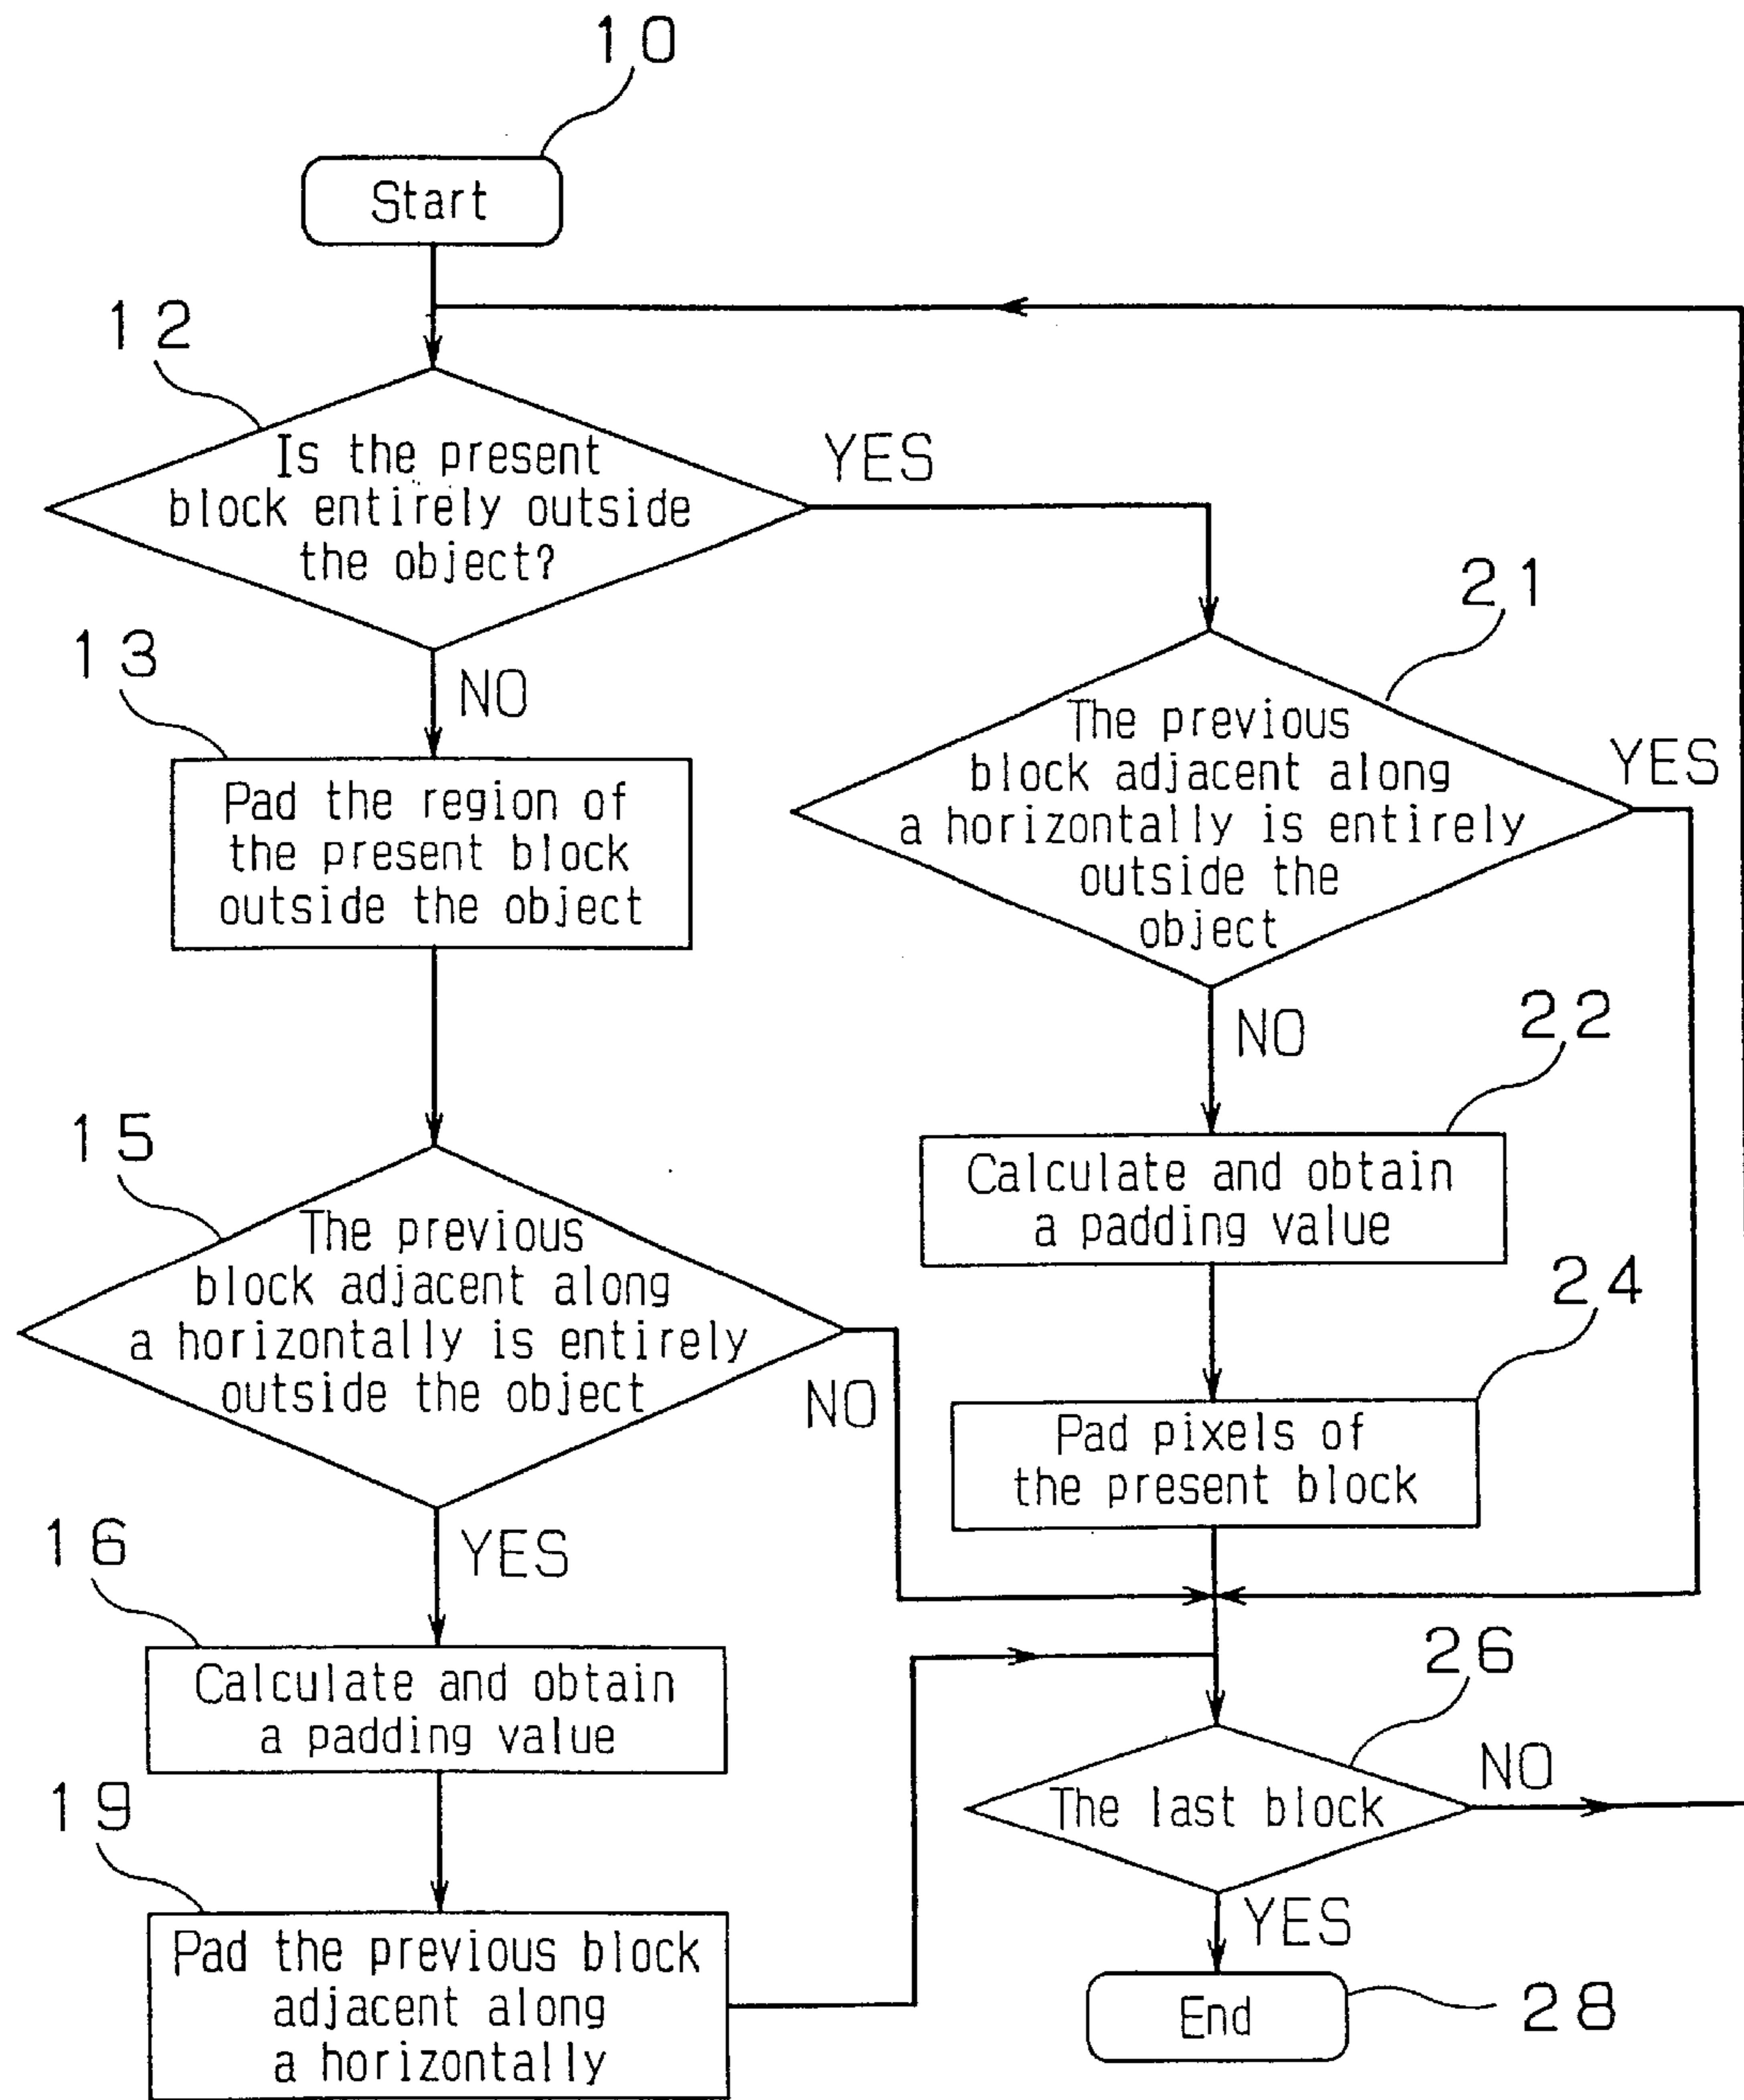 10
Start
12
Is the present
block entirely outside
the object?
YES
21
The previous
block adjacent along
a horizontally is entirely
outside the
object
YES
13
NO
Pad the region of
the present block
outside the object
NO
22
Calculate and obtain
a padding value
15
The previous
block adjacent along
a horizontally is entirely
outside the object
NO
24
Pad pixels of
the present block
16
YES
Calculate and obtain
a padding value
26
The last block
NO
19
Pad the previous block
adjacent along
a horizontally
YES
End
28